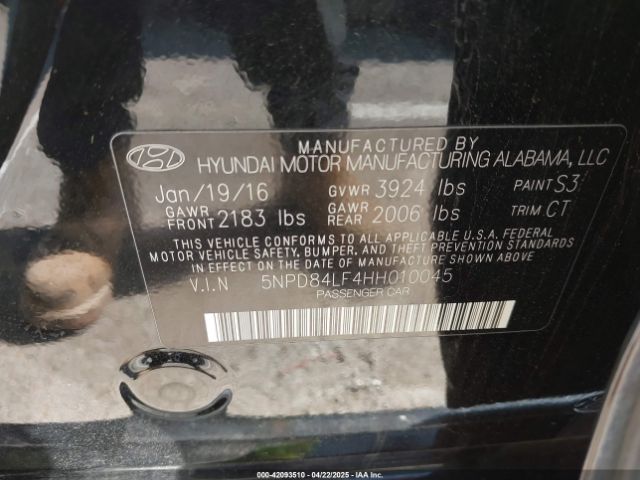 MANUFACTURED BY
HYUNDAI MOTOR MANUFACTURING ALABAMA, LLC
Jan/19/16 GVWR 3924 lbs PAINT S3
GAWR FRONT 2183 lbs GAWR REAR 2006 lbs TRIM CT
THIS VEHICLE CONFORMS TO ALL APPLICABLE U.S.A. FEDERAL
MOTOR VEHICLE SAFETY, BUMPER, AND THEFT PREVENTION STANDARDS
IN EFFECT ON THE DATE OF MANUFACTURE SHOWN ABOVE
V.I.N 5NPD84LF4HH010045
PASSENGER CAR
000-42093510 - 04/22/2025 - IAAI.COM